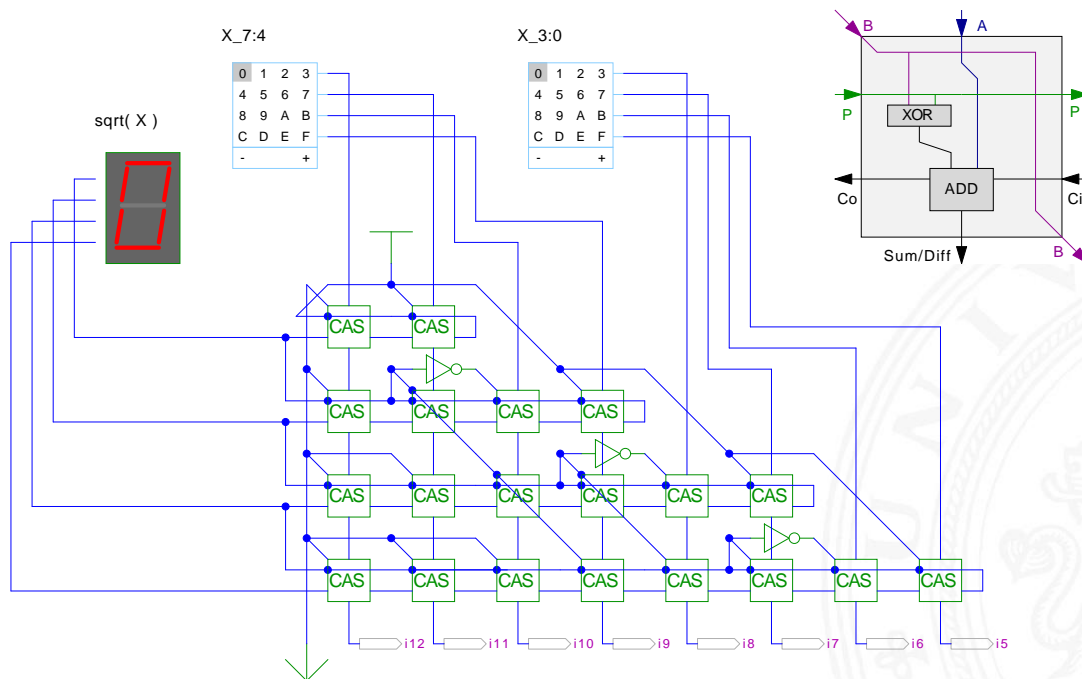 X_7:4
X_3:0
sqrt( X )
0 1 2 3
4 5 6 7
8 9 A B
C D E F
- +
0 1 2 3
4 5 6 7
8 9 A B
C D E F
- +
0
B
A
P
P
XOR
ADD
Co
Ci
Sum/Diff
B
CAS CAS
CAS CAS CAS CAS
CAS CAS CAS CAS CAS CAS
CAS CAS CAS CAS CAS CAS CAS CAS
i12 i11 i10 i9 i8 i7 i6 i5
UNI